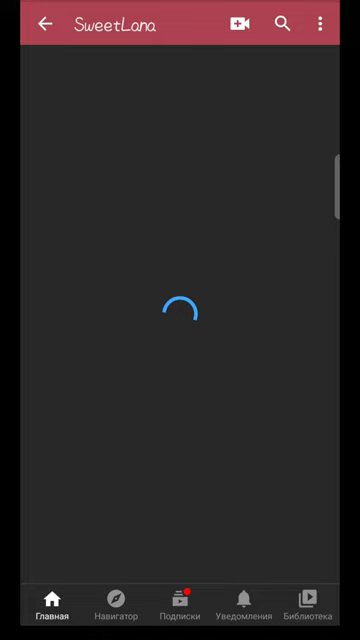 SweetLana
Главная
Навигатор
Подписки
Уведомления
Библиотека